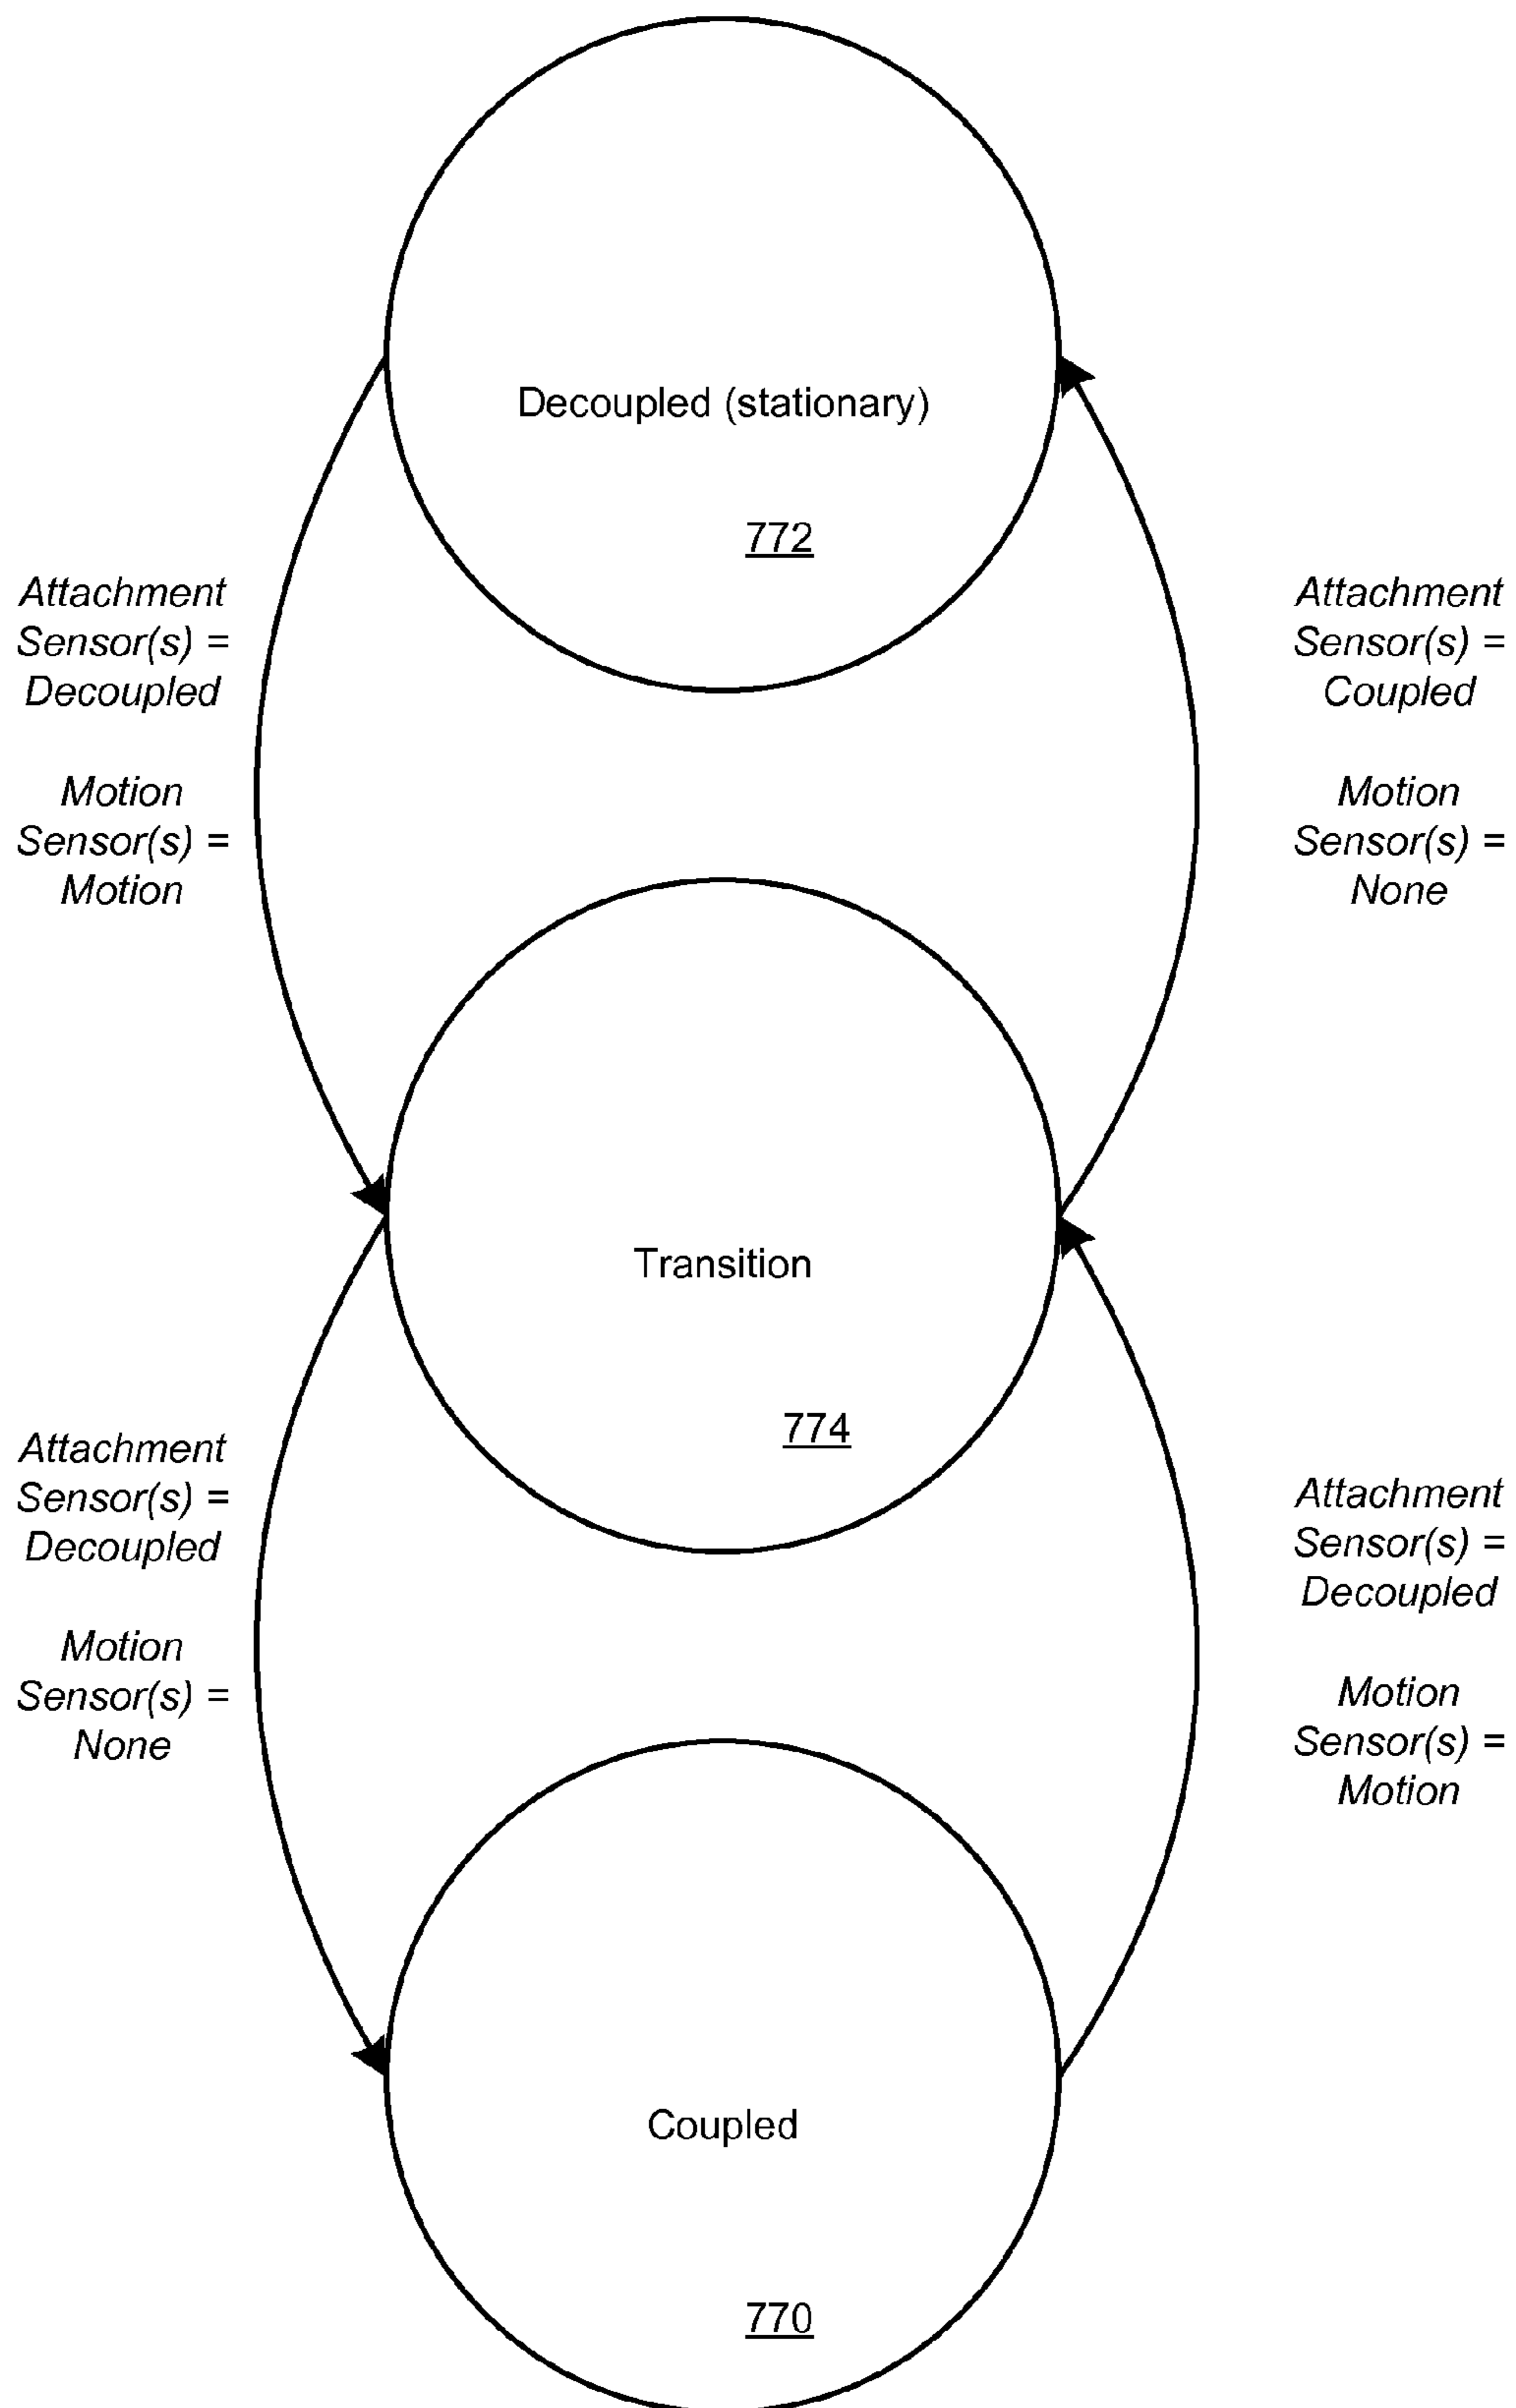 Decoupled (stationary)
772
Attachment
Sensor(s) =
Decoupled
Motion
Sensor(s) =
Motion
Attachment
Sensor(s) =
Coupled
Motion
Sensor(s) =
None
Transition
774
Attachment
Sensor(s) =
Decoupled
Motion
Sensor(s) =
None
Attachment
Sensor(s) =
Decoupled
Motion
Sensor(s) =
Motion
Coupled
770